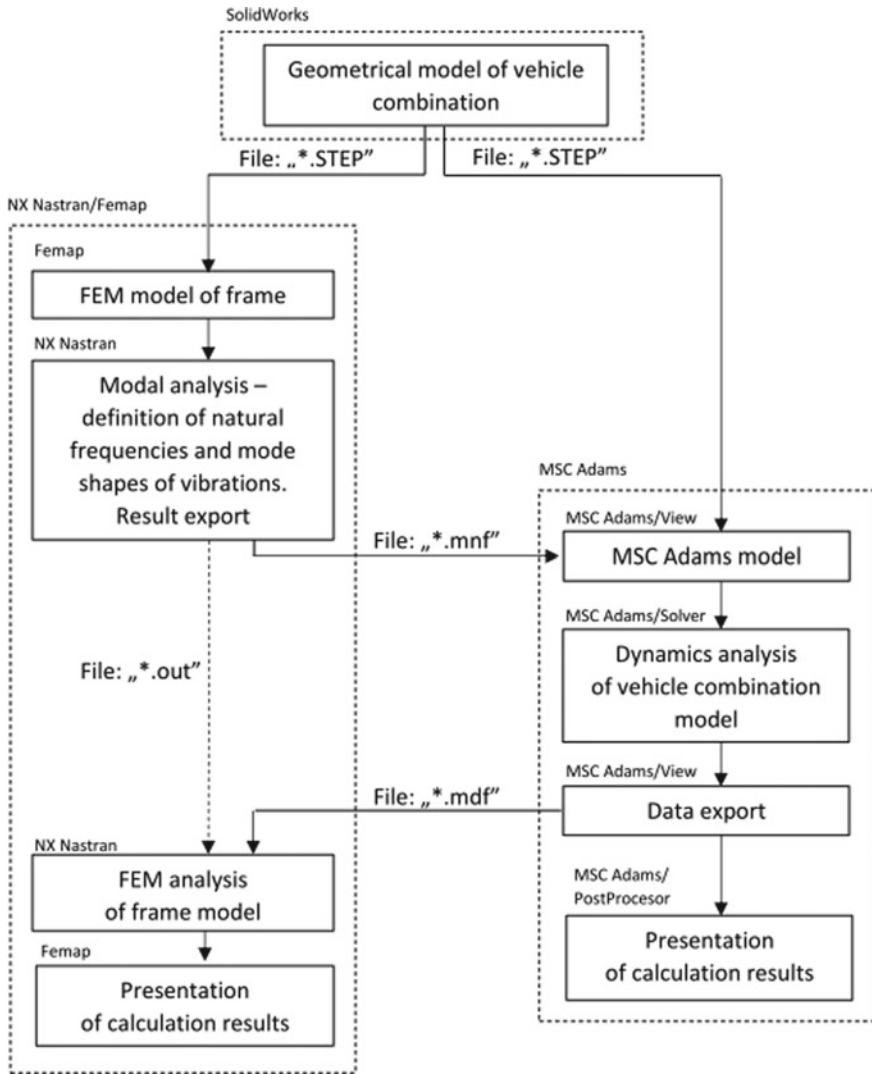 SolidWorks
Geometrical model of vehicle
combination
File: „*.STEP”
File: „*.STEP”
NX Nastran/Femap
Femap
FEM model of frame
NX Nastran
Modal analysis –
definition of natural
frequencies and mode
shapes of vibrations.
Result export
File: „*.mnf”
File: „*.out”
MSC Adams
MSC Adams/View
MSC Adams model
MSC Adams/Solver
Dynamics analysis
of vehicle combination
model
MSC Adams/View
Data export
File: „*.mdf”
NX Nastran
FEM analysis
of frame model
Femap
Presentation
of calculation results
MSC Adams/
PostProcesor
Presentation
of calculation results